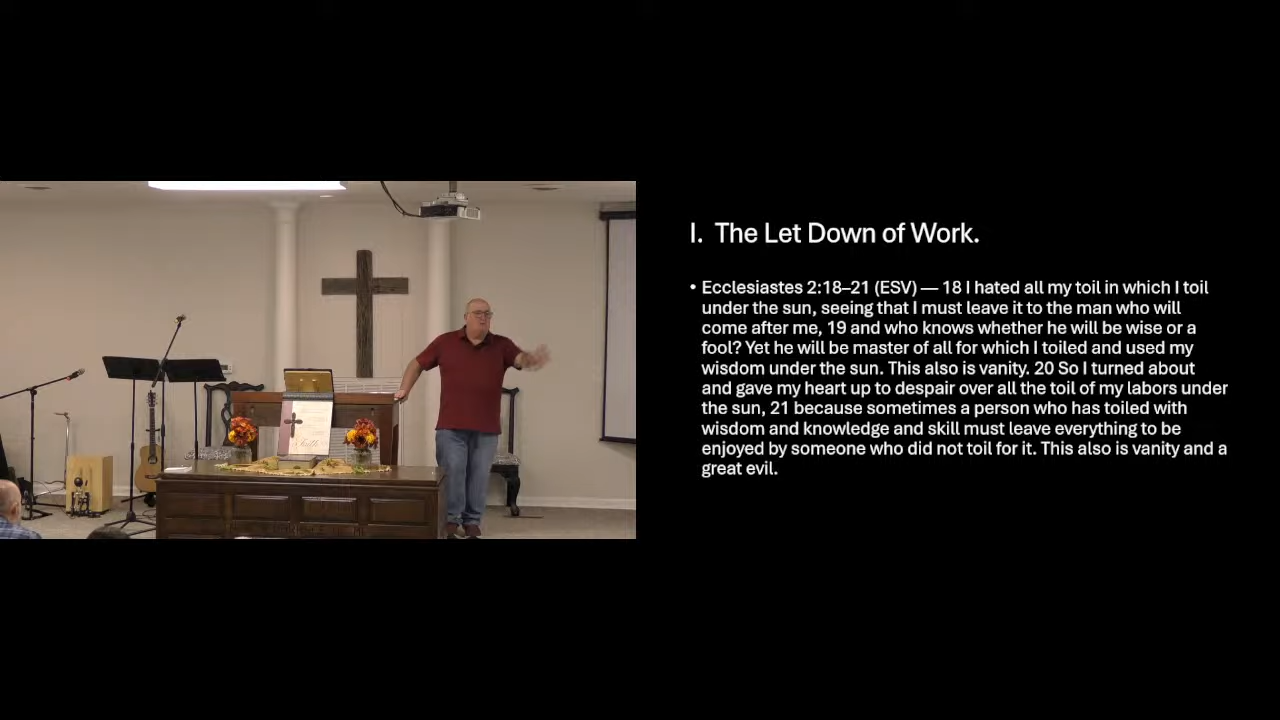 I. The Let Down of Work.
• Ecclesiastes 2:18–21 (ESV) — 18 I hated all my toil in which I toil
under the sun, seeing that I must leave it to the man who will
come after me, 19 and who knows whether he will be wise or a
fool? Yet he will be master of all for which I toiled and used my
wisdom under the sun. This also is vanity. 20 So I turned about
and gave my heart up to despair over all the toil of my labors under
the sun, 21 because sometimes a person who has toiled with
wisdom and knowledge and skill must leave everything to be
enjoyed by someone who did not toil for it. This also is vanity and a
great evil.
Faith